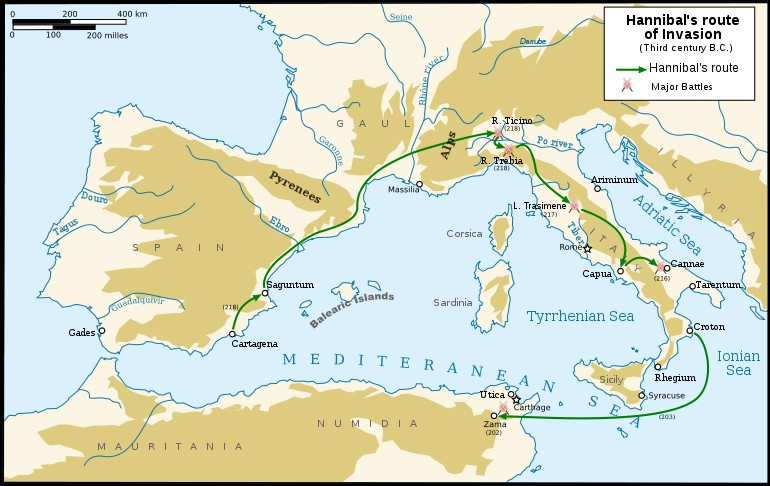 0 200 400 km
0 100 200 miles
Hannibal's route
of Invasion
(Third century B.C.)
Hannibal's route
Major Battles
Seine
Danube
Rhône river
GAUL
Alps
R. Ticino
(218)
Po river
R. Trebia
(218)
Garonne
ILLYRIA
Pyrenees
Massilia
Ariminum
Douro
Tagus
Ebro
L. Trasimene
(217)
Adriatic Sea
ITALY
Tiber
Rome
Corsica
SPAIN
Capua
Cannae
(216)
Saguntum
Tarentum
(218)
Guadalquivir
Balearic Islands
Sardinia
Tyrrhenian Sea
Gades
Cartagena
Croton
Ionian
Sea
MEDITERRANEAN SEA
Rhegium
Sicily
Utica
Carthage
Syracuse
Zama
(202)
(203)
NUMIDIA
MAURITANIA